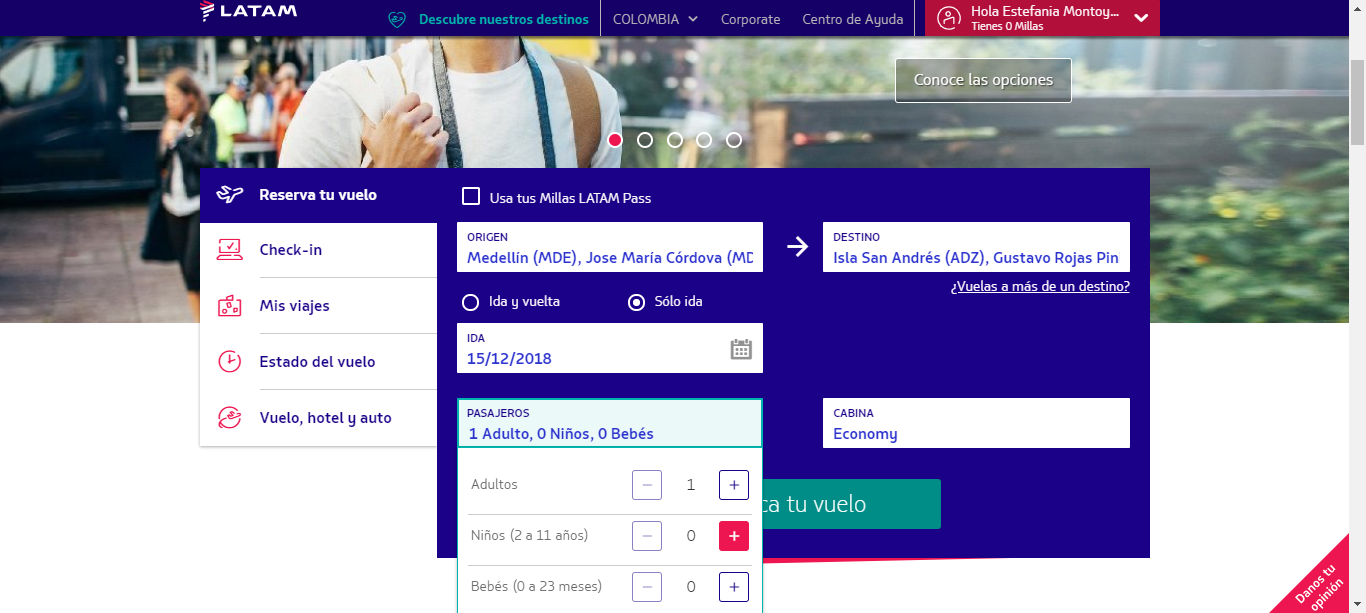 LATAM
Descubre nuestros destinos
COLOMBIA
Corporate
Centro de Ayuda
Hola Estefania Montoy...
Tienes 0 Millas
Conoce las opciones
Reserva tu vuelo
Check-in
Mis viajes
Estado del vuelo
Vuelo, hotel y auto
Usa tus Millas LATAM Pass
ORIGEN
Medellín (MDE), Jose María Córdova (MD
DESTINO
Isla San Andrés (ADZ), Gustavo Rojas Pin
¿Vuelas a más de un destino?
Ida y vuelta
Sólo ida
IDA
15/12/2018
PASAJEROS
1 Adulto, 0 Niños, 0 Bebés
CABINA
Economy
Adultos − 1 +
ca tu vuelo
Niños (2 a 11 años) − 0 +
Bebés (0 a 23 meses) − 0 +
Danos tu
opinión